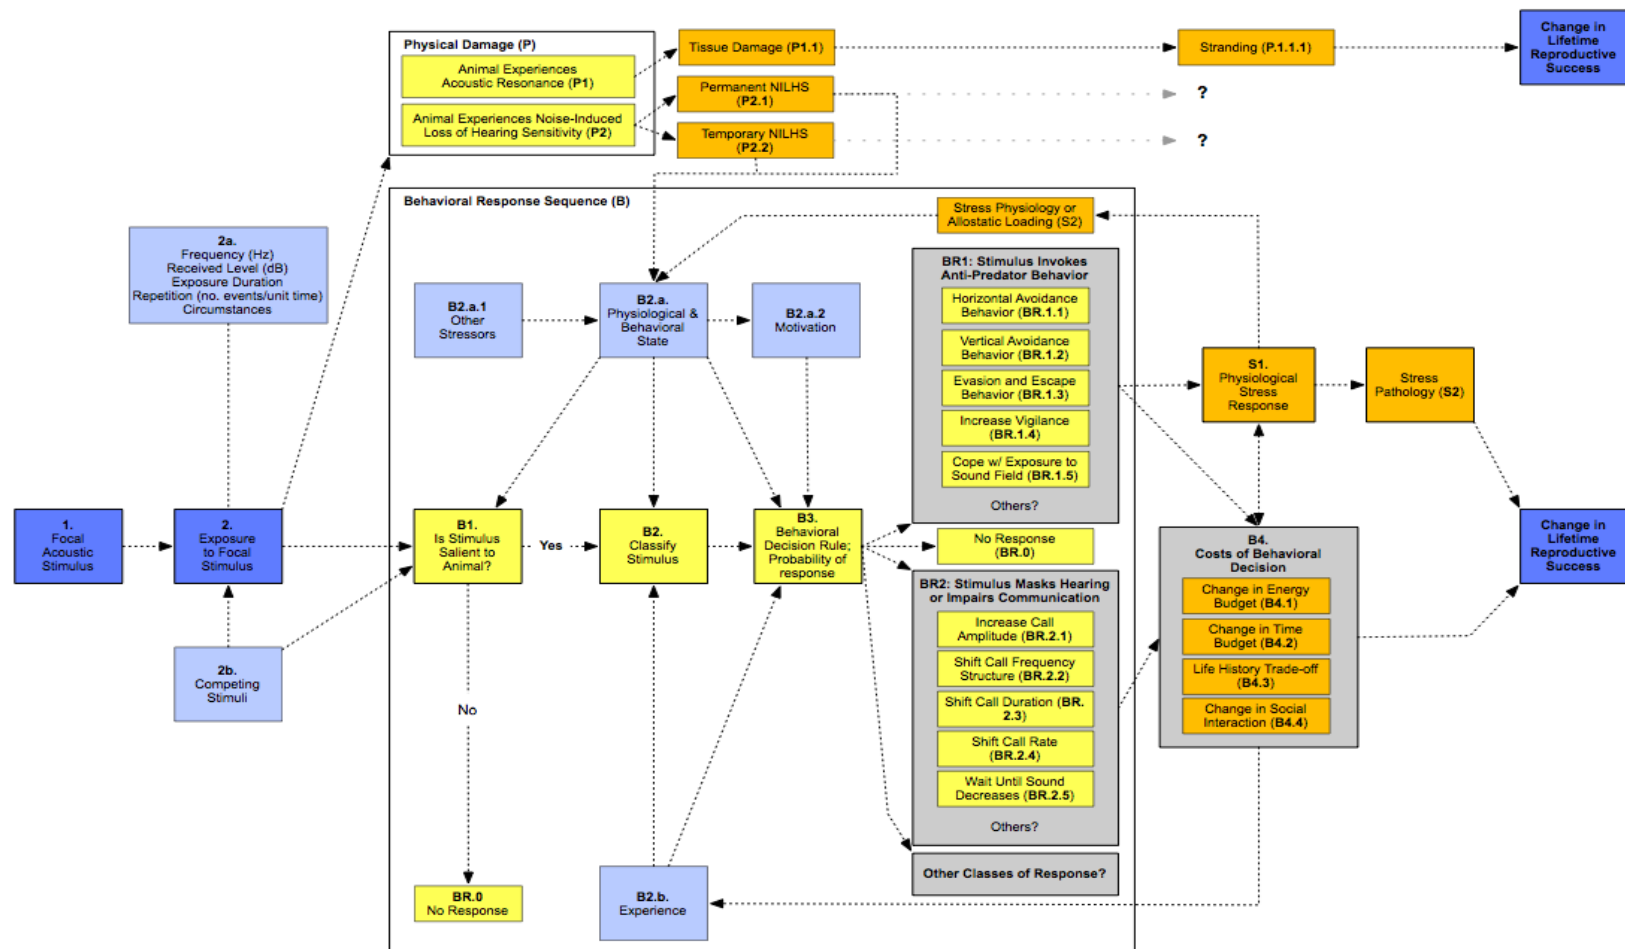 Physical Damage (P)
Animal Experiences
Acoustic Resonance (P1)
Animal Experiences Noise-Induced
Loss of Hearing Sensitivity (P2)
Tissue Damage (P1.1)
Permanent NILHS
(P2.1)
Temporary NILHS
(P2.2)
Stranding (P.1.1.1)
?
?
Change in
Lifetime
Reproductive
Success
Behavioral Response Sequence (B)
Stress Physiology or
Allostatic Loading (S2)
2a.
Frequency (Hz)
Received Level (dB)
Exposure Duration
Repetition (no. events/unit time)
Circumstances
B2.a.1
Other
Stressors
B2.a.
Physiological &
Behavioral
State
B2.a.2
Motivation
BR1: Stimulus Invokes
Anti-Predator Behavior
Horizontal Avoidance
Behavior (BR.1.1)
Vertical Avoidance
Behavior (BR.1.2)
Evasion and Escape
Behavior (BR.1.3)
Increase Vigilance
(BR.1.4)
Cope w/ Exposure to
Sound Field (BR.1.5)
Others?
S1.
Physiological
Stress
Response
Stress
Pathology (S2)
1.
Focal
Acoustic
Stimulus
2.
Exposure
to Focal
Stimulus
B1.
Is Stimulus
Salient to
Animal?
Yes
B2.
Classify
Stimulus
B3.
Behavioral
Decision Rule;
Probability of
response
No Response
(BR.0)
BR2: Stimulus Masks Hearing
or Impairs Communication
Increase Call
Amplitude (BR.2.1)
Shift Call Frequency
Structure (BR.2.2)
Shift Call Duration (BR.
2.3)
Shift Call Rate
(BR.2.4)
Wait Until Sound
Decreases (BR.2.5)
Others?
Other Classes of Response?
B4.
Costs of Behavioral
Decision
Change in Energy
Budget (B4.1)
Change in Time
Budget (B4.2)
Life History Trade-off
(B4.3)
Change in Social
Interaction (B4.4)
Change in
Lifetime
Reproductive
Success
2b.
Competing
Stimuli
No
BR.0
No Response
B2.b.
Experience